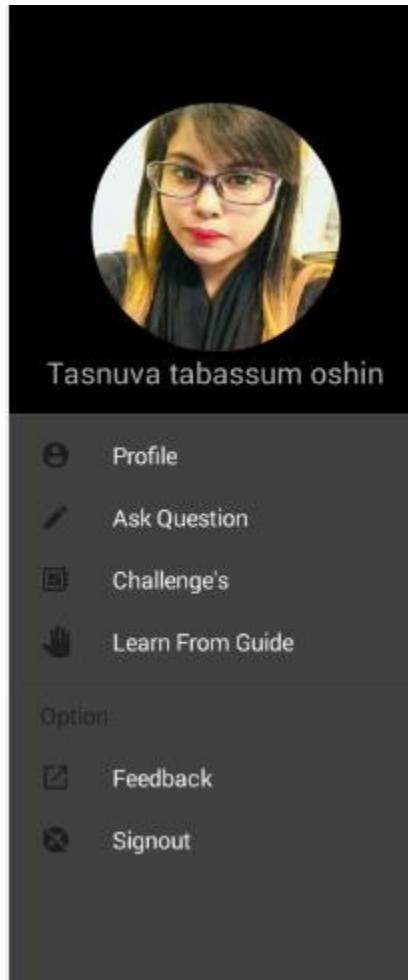 Tasnuva tabassum oshin
Profile
Ask Question
Challenge's
Learn From Guide
Option
Feedback
Signout